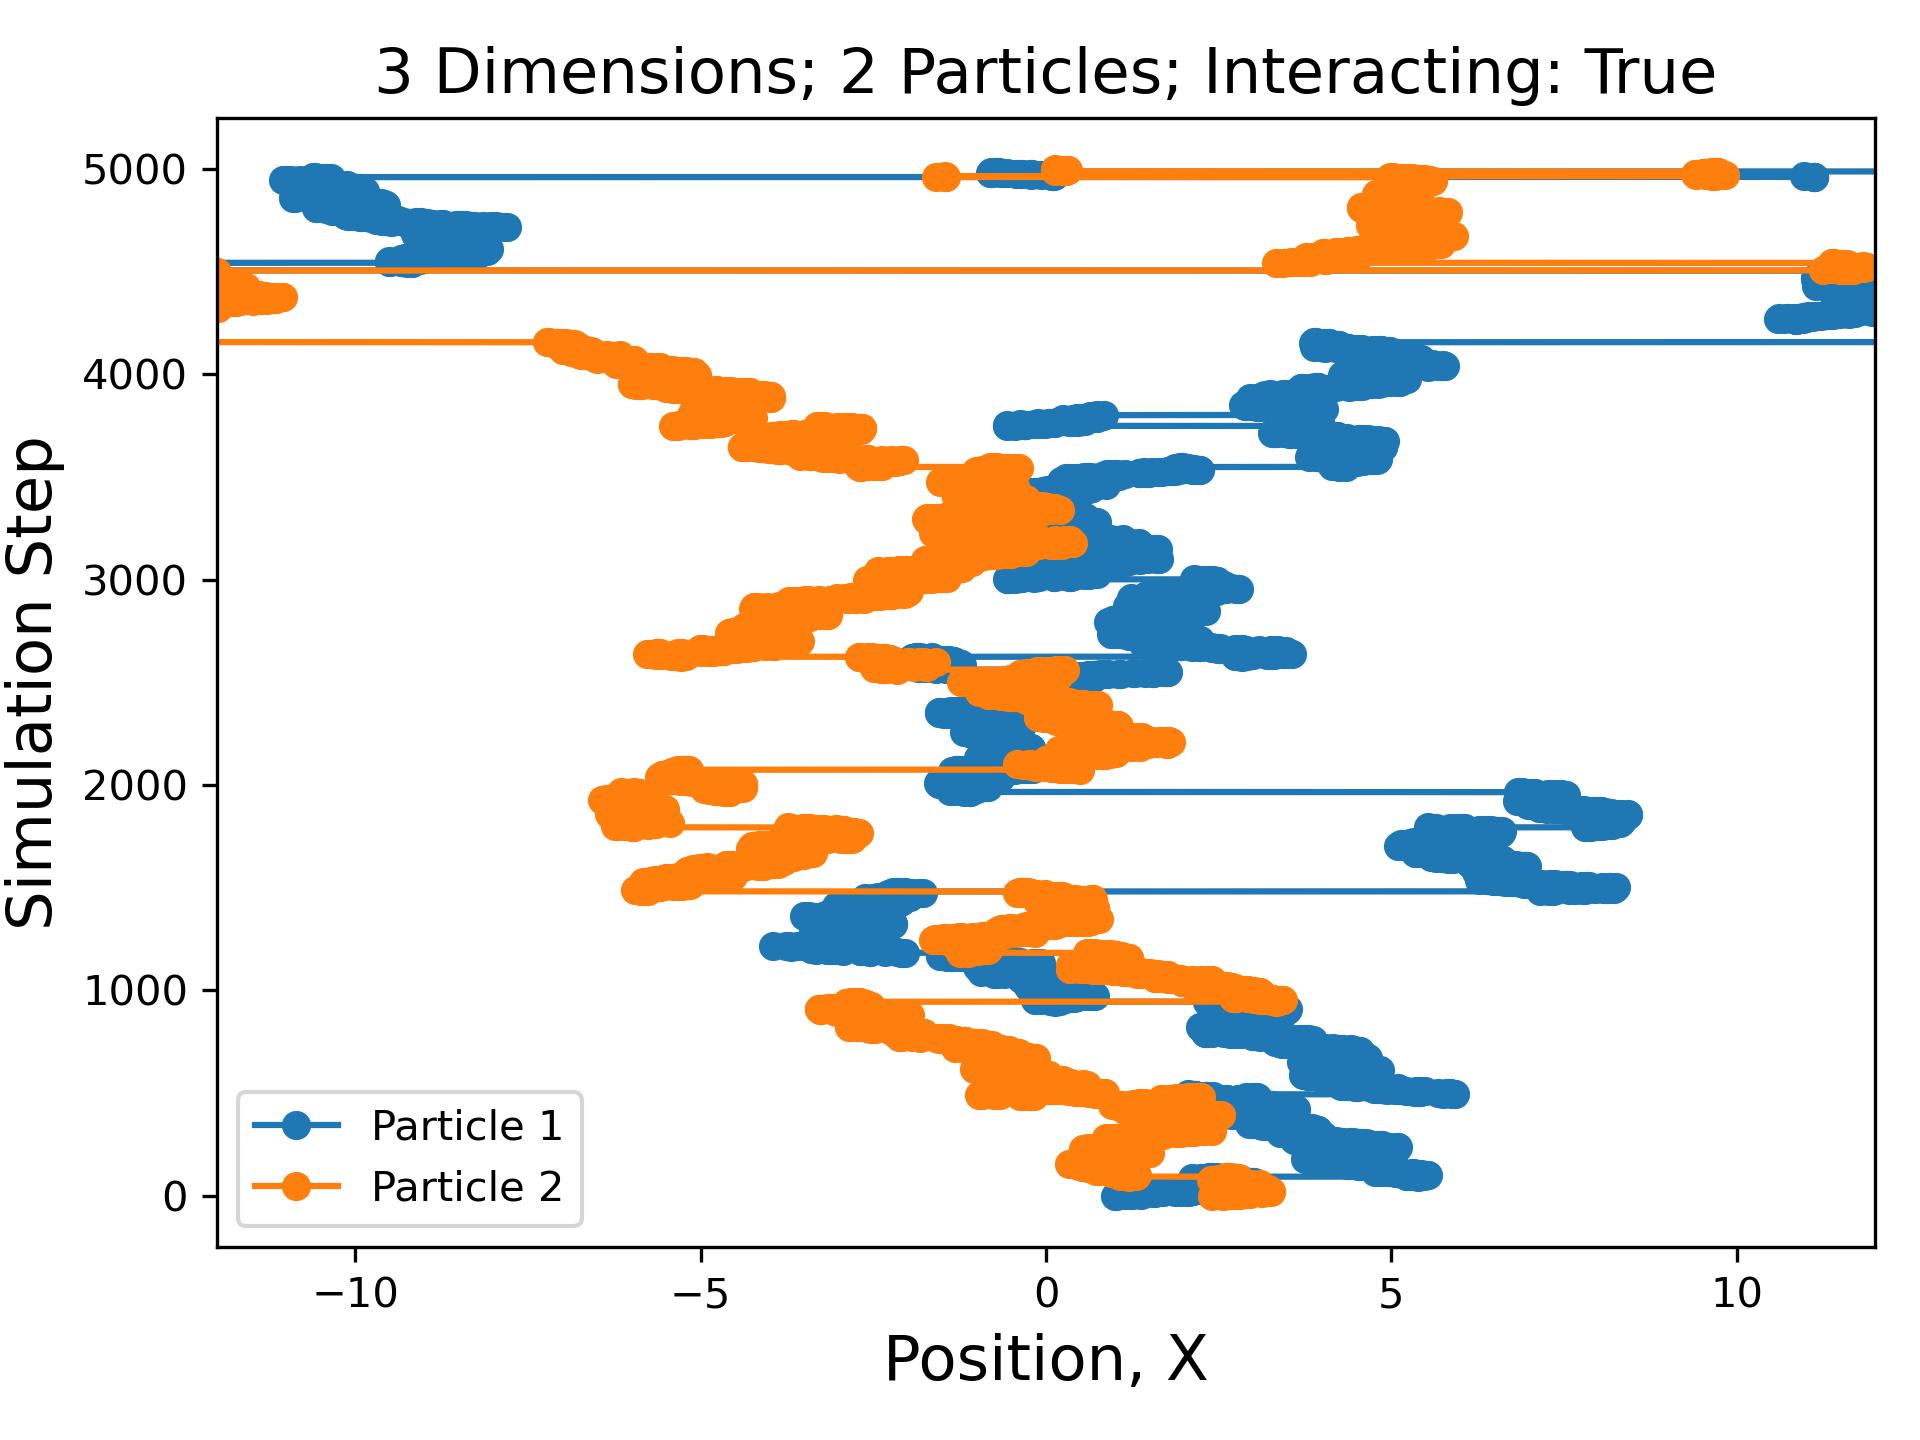 3 Dimensions; 2 Particles; Interacting: True
Simulation Step
5000
4000
3000
2000
1000
0
Particle 1
Particle 2
−10
−5
0
5
10
Position, X